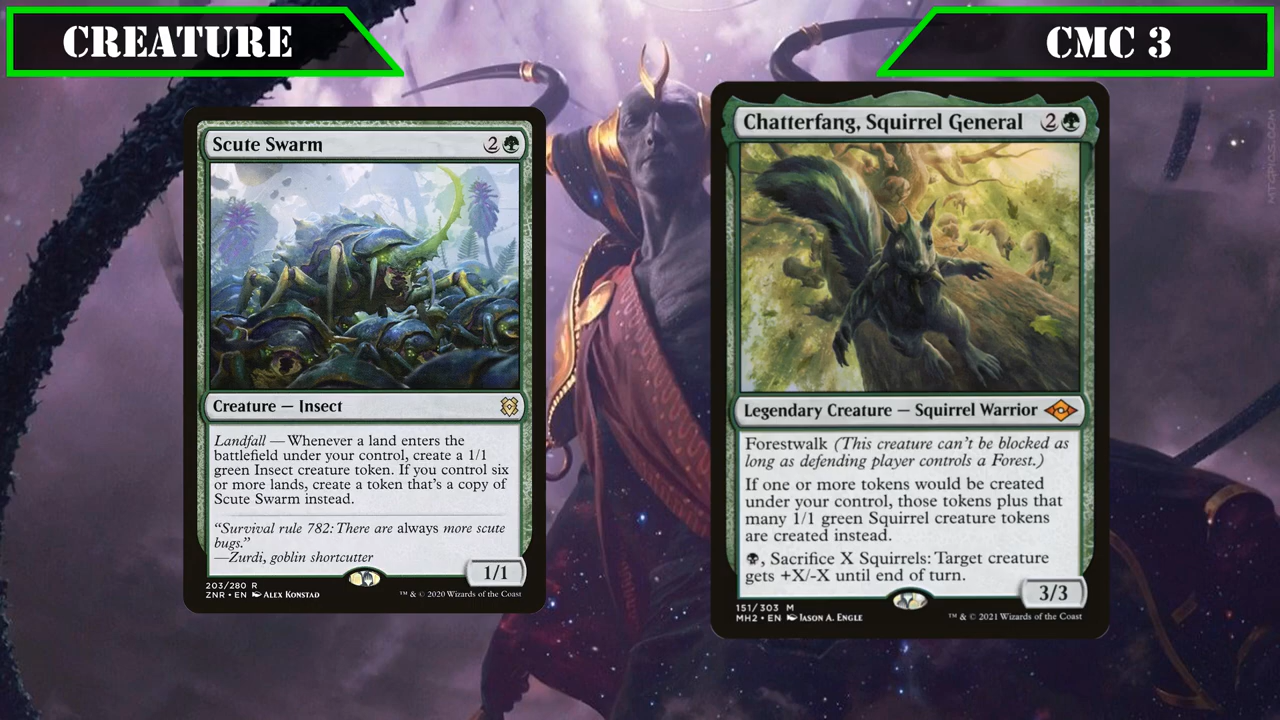 CREATURE
CMC 3
Scute Swarm 2
Creature — Insect
Landfall — Whenever a land enters the
battlefield under your control, create a 1/1
green Insect creature token. If you control six
or more lands, create a token that's a copy of
Scute Swarm instead.
"Survival rule 782: There are always more scute
bugs."
—Zurdi, goblin shortcutter
1/1
203/280 R
ZNR • EN Alex Konstad
™ & © 2020 Wizards of the Coast
Chatterfang, Squirrel General 2
Legendary Creature — Squirrel Warrior
Forestwalk (This creature can't be blocked as
long as defending player controls a Forest.)
If one or more tokens would be created
under your control, those tokens plus that
many 1/1 green Squirrel creature tokens
are created instead.
, Sacrifice X Squirrels: Target creature
gets +X/-X until end of turn.
3/3
151/303 M
MH2 • EN Jason A. Engle
™ & © 2021 Wizards of the Coast
MTGPICS.COM